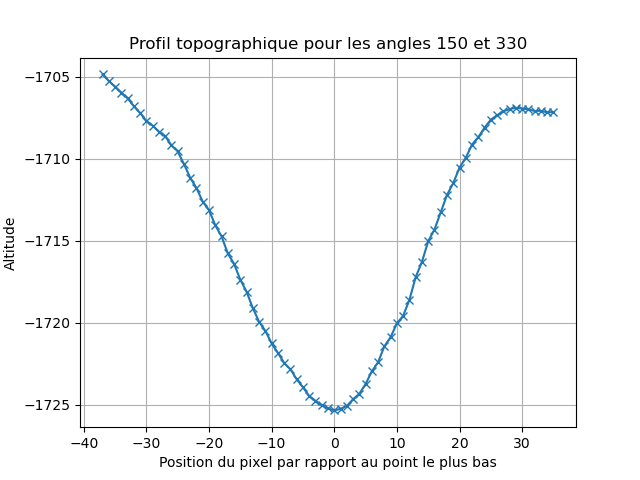 Profil topographique pour les angles 150 et 330
Altitude
−1705
−1710
−1715
−1720
−1725
−40 −30 −20 −10 0 10 20 30
Position du pixel par rapport au point le plus bas